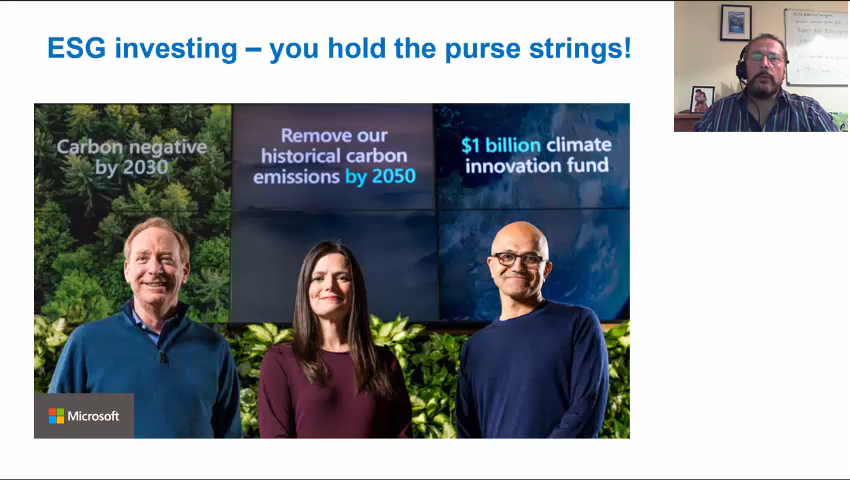 ESG investing – you hold the purse strings!
Carbon negative
by 2030
Remove our
historical carbon
emissions by 2050
$1 billion climate
innovation fund
Microsoft